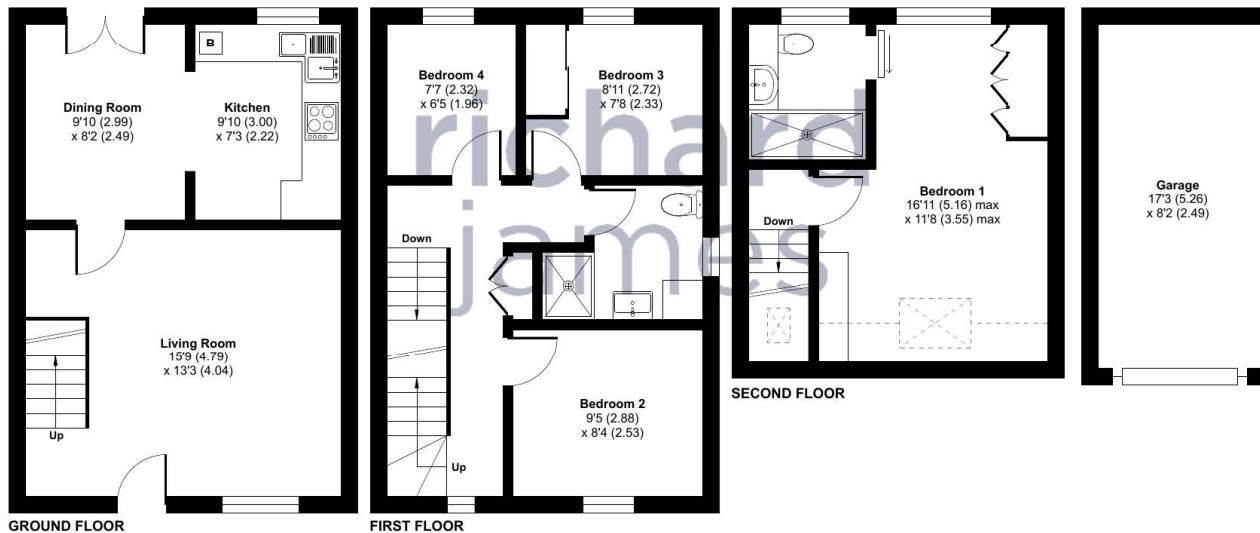 Dining Room
9'10 (2.99)
x 8'2 (2.49)
B
Kitchen
9'10 (3.00)
x 7'3 (2.22)
Living Room
15'9 (4.79)
x 13'3 (4.04)
Up
GROUND FLOOR
Bedroom 4
7'7 (2.32)
x 6'5 (1.96)
Bedroom 3
8'11 (2.72)
x 7'8 (2.33)
Down
Up
Bedroom 2
9'5 (2.88)
x 8'4 (2.53)
FIRST FLOOR
Down
Bedroom 1
16'11 (5.16) max
x 11'8 (3.55) max
SECOND FLOOR
Garage
17'3 (5.26)
x 8'2 (2.49)
richard
james